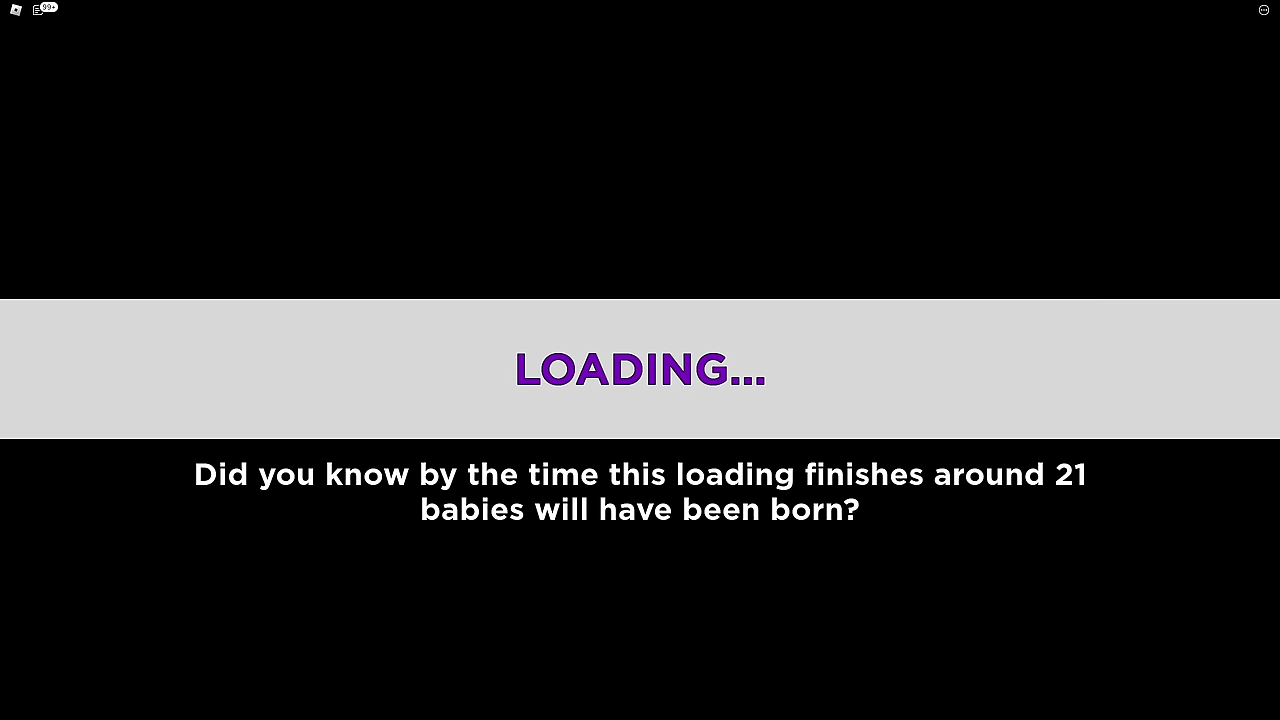 99+
LOADING...
Did you know by the time this loading finishes around 21
babies will have been born?